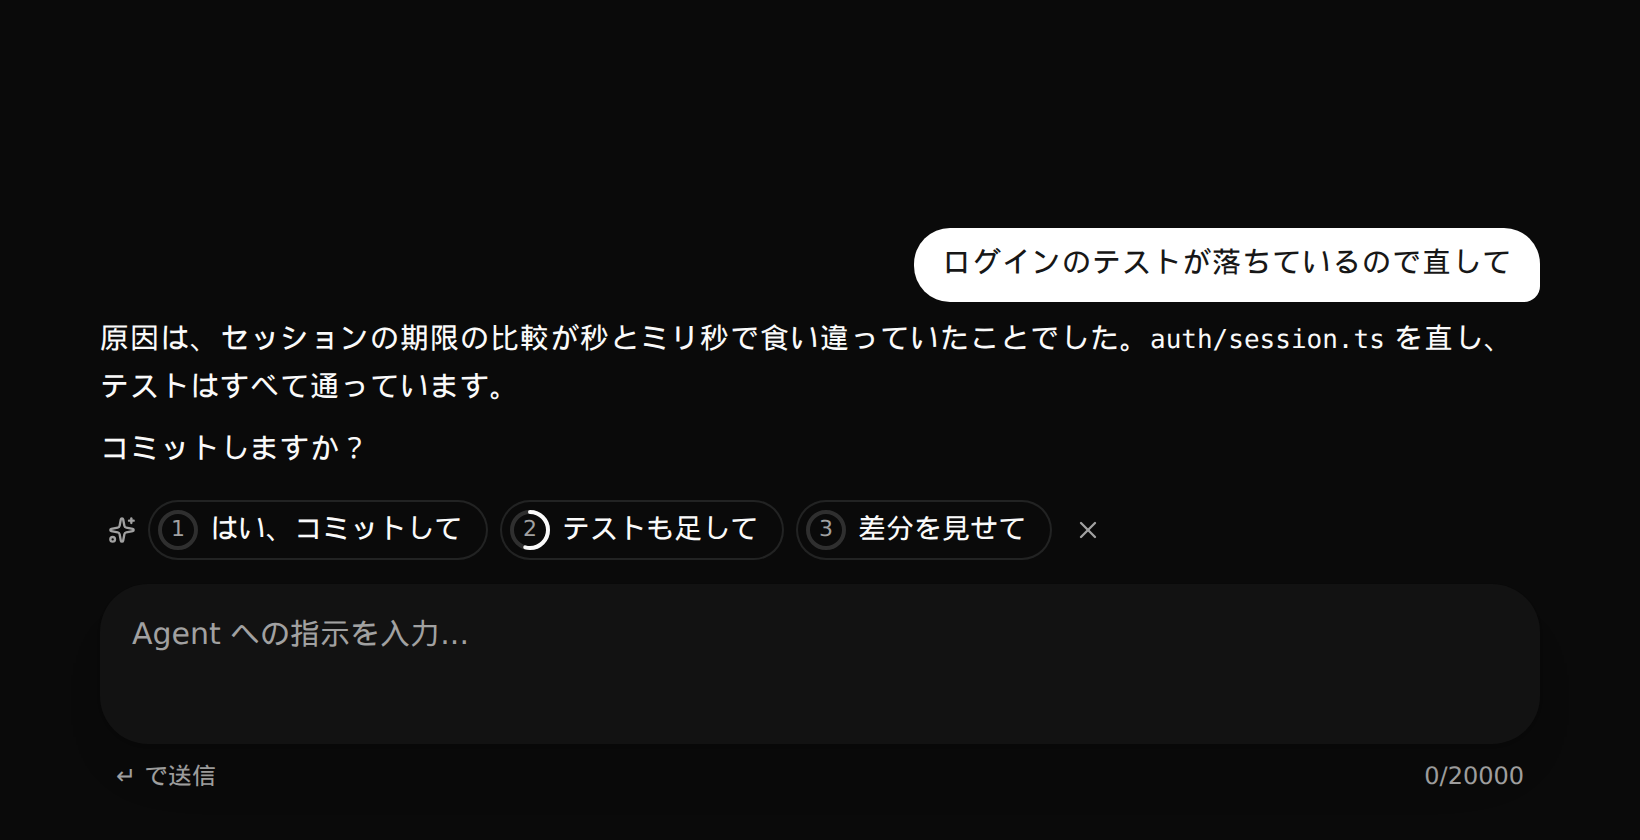 ログインのテストが落ちているので直して
原因は、セッションの期限の比較が秒とミリ秒で食い違っていたことでした。auth/session.ts を直し、
テストはすべて通っています。
コミットしますか？
1 はい、コミットして 2 テストも足して 3 差分を見せて
Agent への指示を入力...
↵ で送信 0/20000